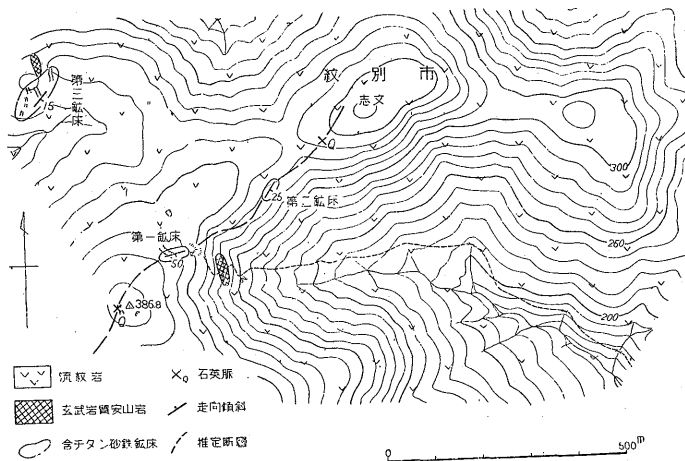 紋別市
志文
第三鉱床
15
300
25
第二鉱床
第一鉱床
50
260
△386.8
Q
200
流紋岩
Q 石英脈
玄武岩質安山岩
走向傾斜
含チタン砂鉄鉱床
推定断層
0 500m